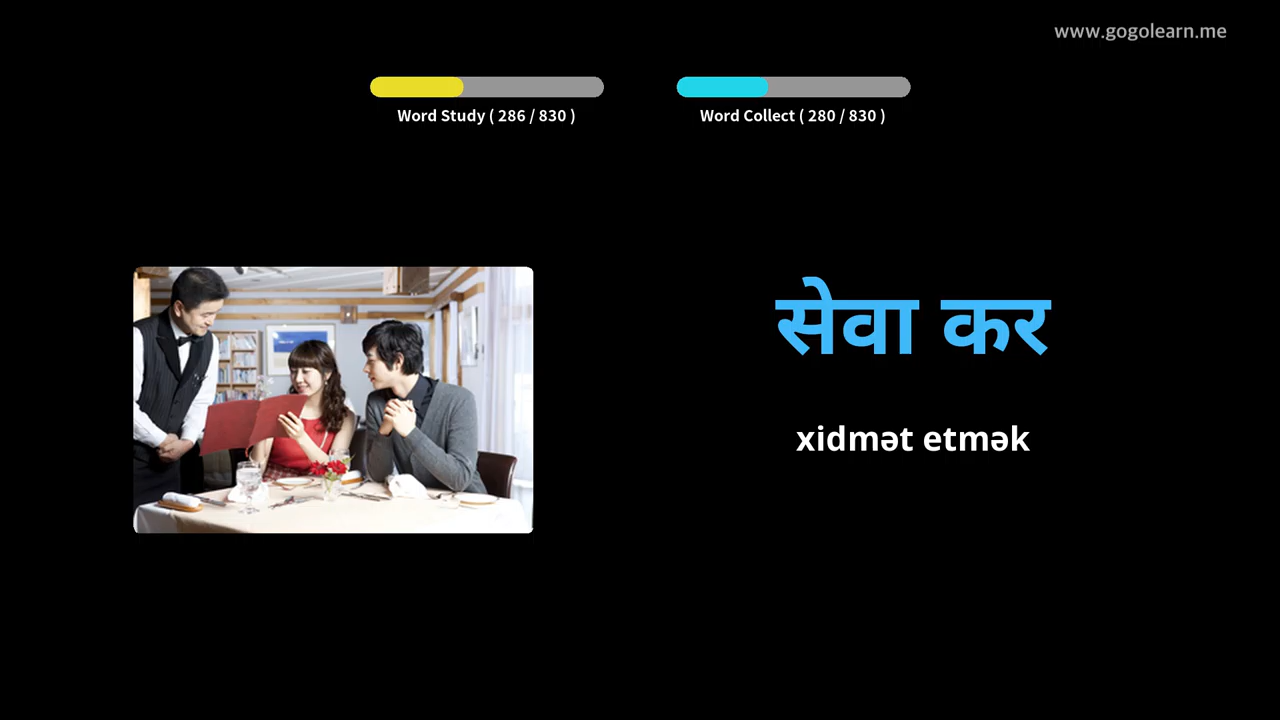 www.gogolearn.me
Word Study ( 286 / 830 )
Word Collect ( 280 / 830 )
सेवा कर
xidmət etmək